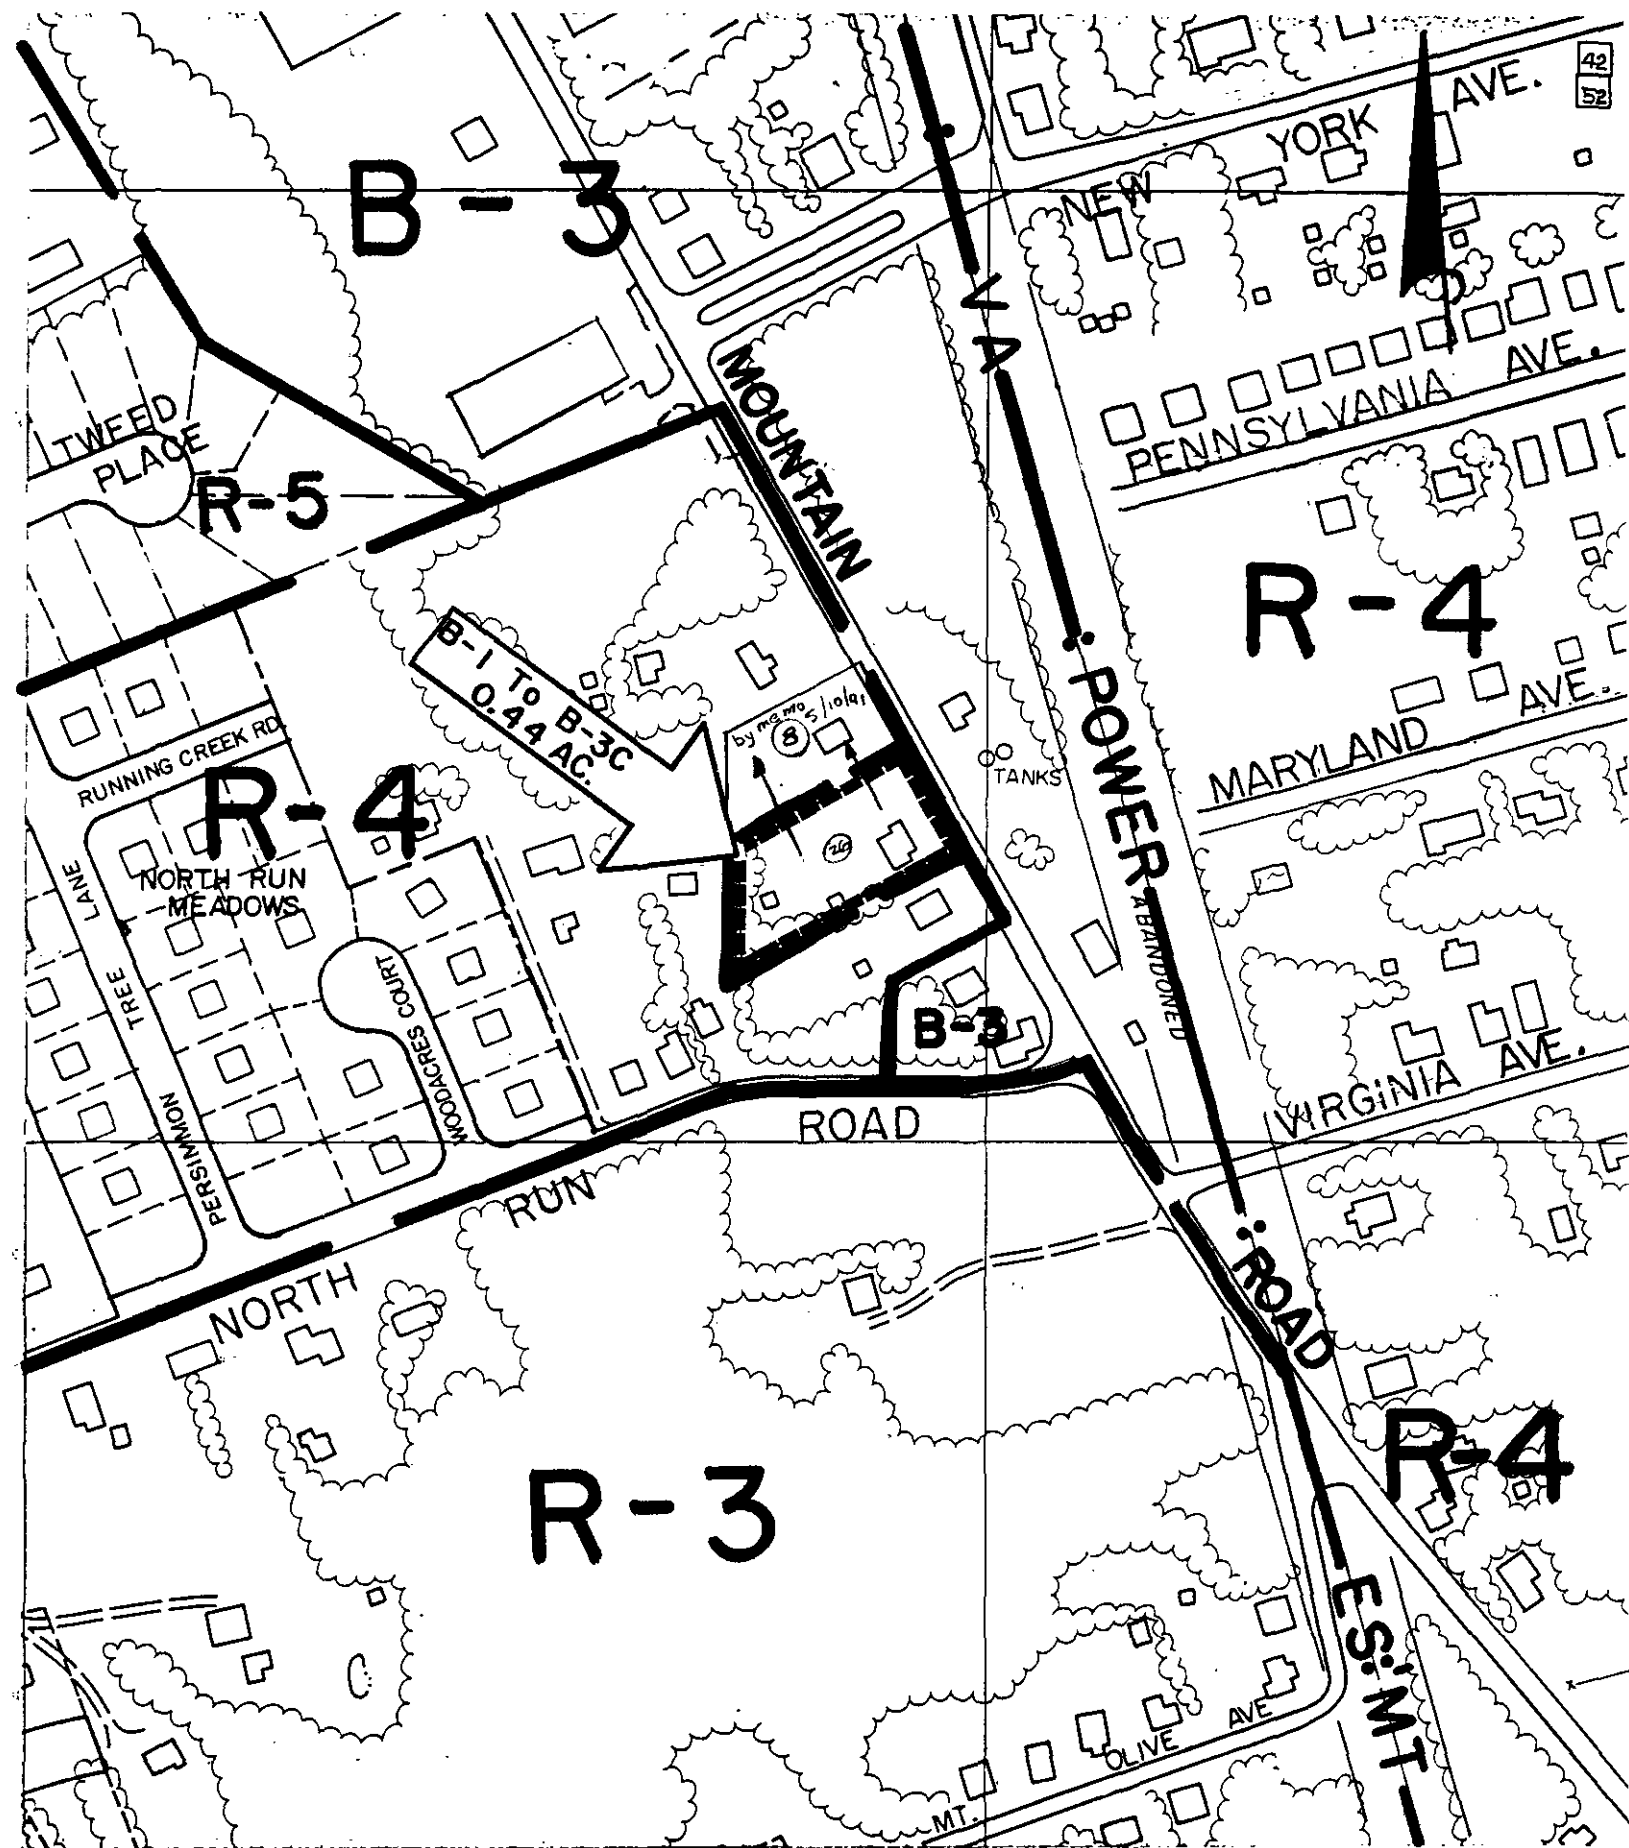 42
52
AVE.
YORK
NEW
B-3
VA
AVE.
PENNSYLVANIA
MOUNTAIN
TWEED
PLACE
R-5
R-4
B-1 To B-3C
0.44 AC.
by memo 5/10/91
8
POWER
AVE.
MARYLAND
TANKS
RUNNING CREEK RD.
R-4
NORTH RUN
MEADOWS
LANE
TREE
PERSIMMON
WOODACRES COURT
ABANDONED
B-3
AVE.
VIRGINIA
ROAD
RUN
NORTH
ROAD
R-4
R-3
ES'MT
AVE
OLIVE
MT.